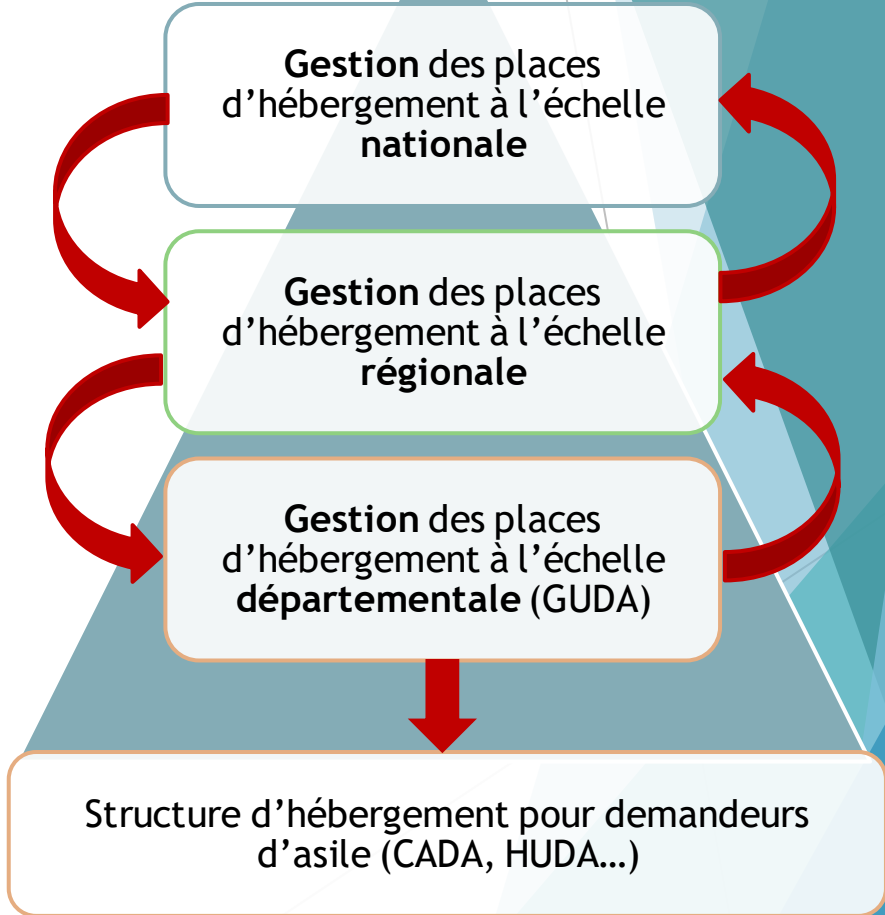 Gestion des places
d’hébergement à l’échelle
nationale
Gestion des places
d’hébergement à l’échelle
régionale
Gestion des places
d’hébergement à l’échelle
départementale (GUDA)
Structure d’hébergement pour demandeurs
d’asile (CADA, HUDA…)